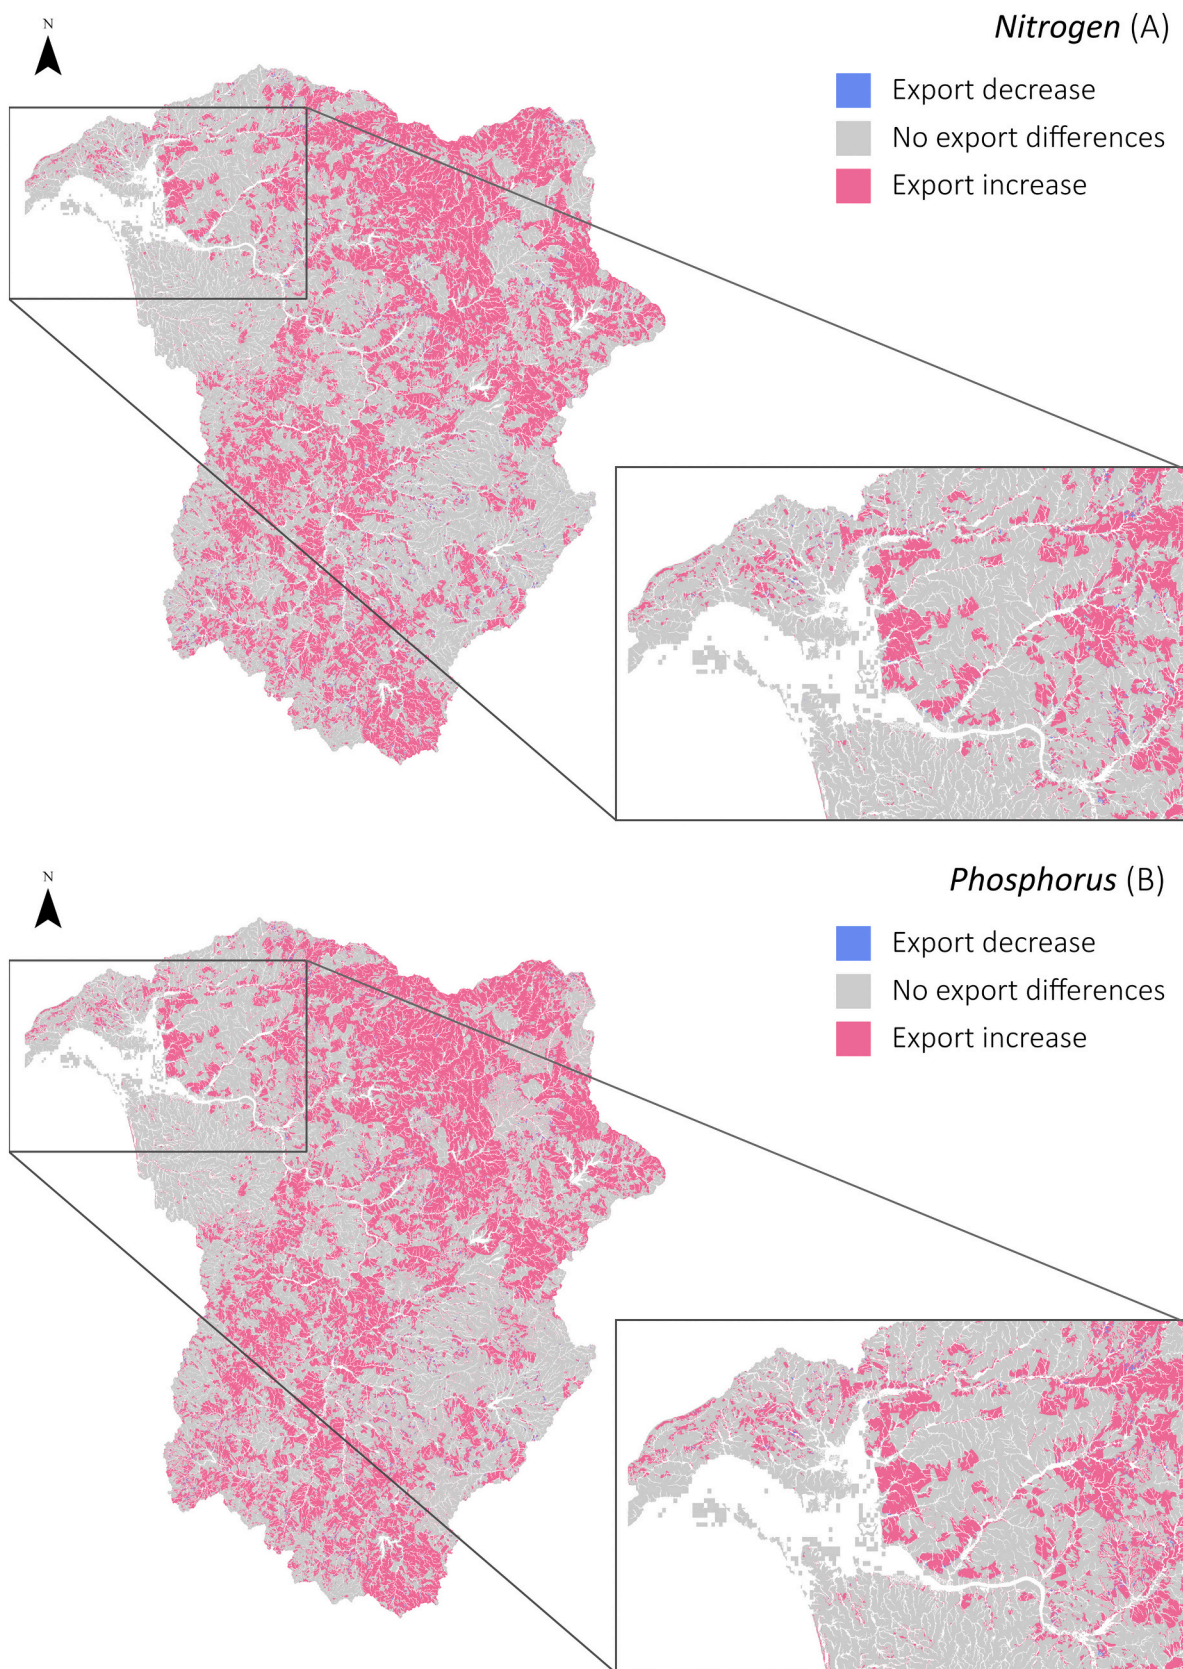 N
Nitrogen (A)
Export decrease
No export differences
Export increase
N
Phosphorus (B)
Export decrease
No export differences
Export increase